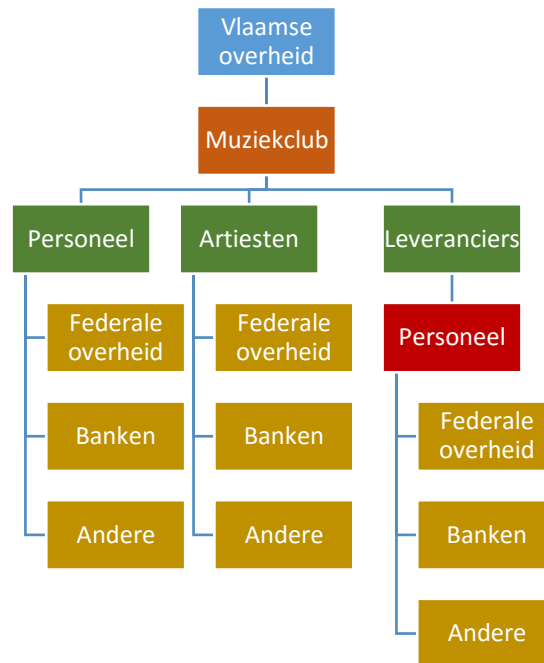 Vlaamse
overheid
Muziekclub
Personeel
Artiesten
Leveranciers
Federale
overheid
Banken
Andere
Federale
overheid
Banken
Andere
Personeel
Federale
overheid
Banken
Andere